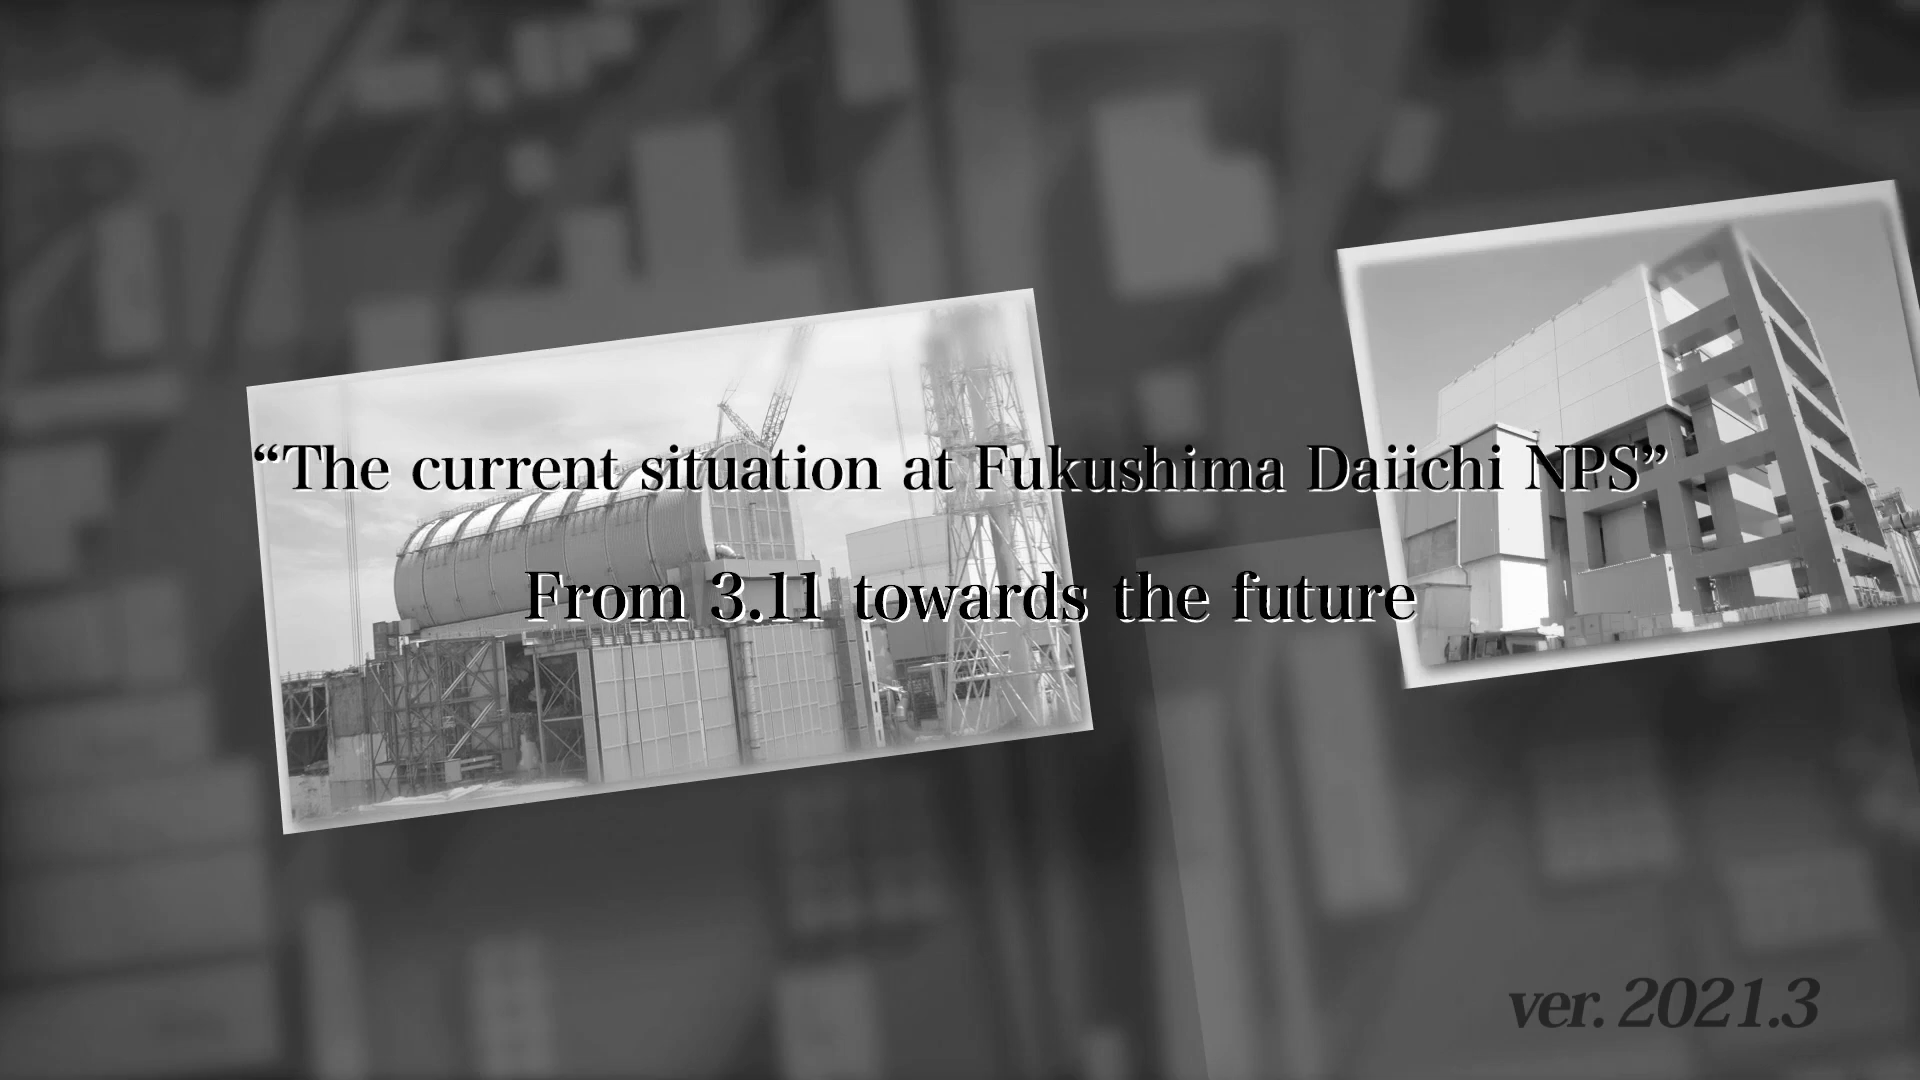 “The current situation at Fukushima Daiichi NPS”
From 3.11 towards the future
ver. 2021.3